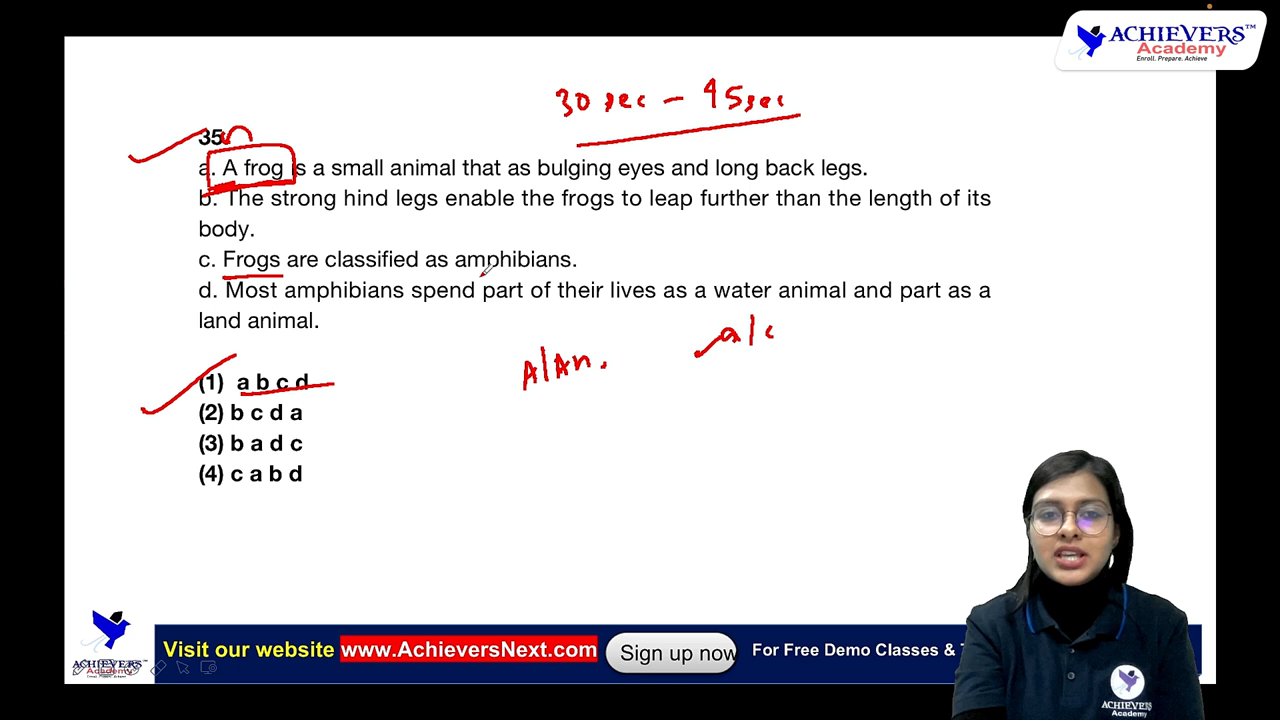 ACHIEVERS™
Academy
Enroll. Prepare. Achieve
30 sec - 45 sec
35
a. A frog is a small animal that as bulging eyes and long back legs.
b. The strong hind legs enable the frogs to leap further than the length of its
body.
c. Frogs are classified as amphibians.
d. Most amphibians spend part of their lives as a water animal and part as a
land animal.
a/c
A/An.
(1) a b c d
(2) b c d a
(3) b a d c
(4) c a b d
Visit our website www.AchieversNext.com Sign up now For Free Demo Classes &
ACHIEVERS
Academy
ACHIEVERS
Academy